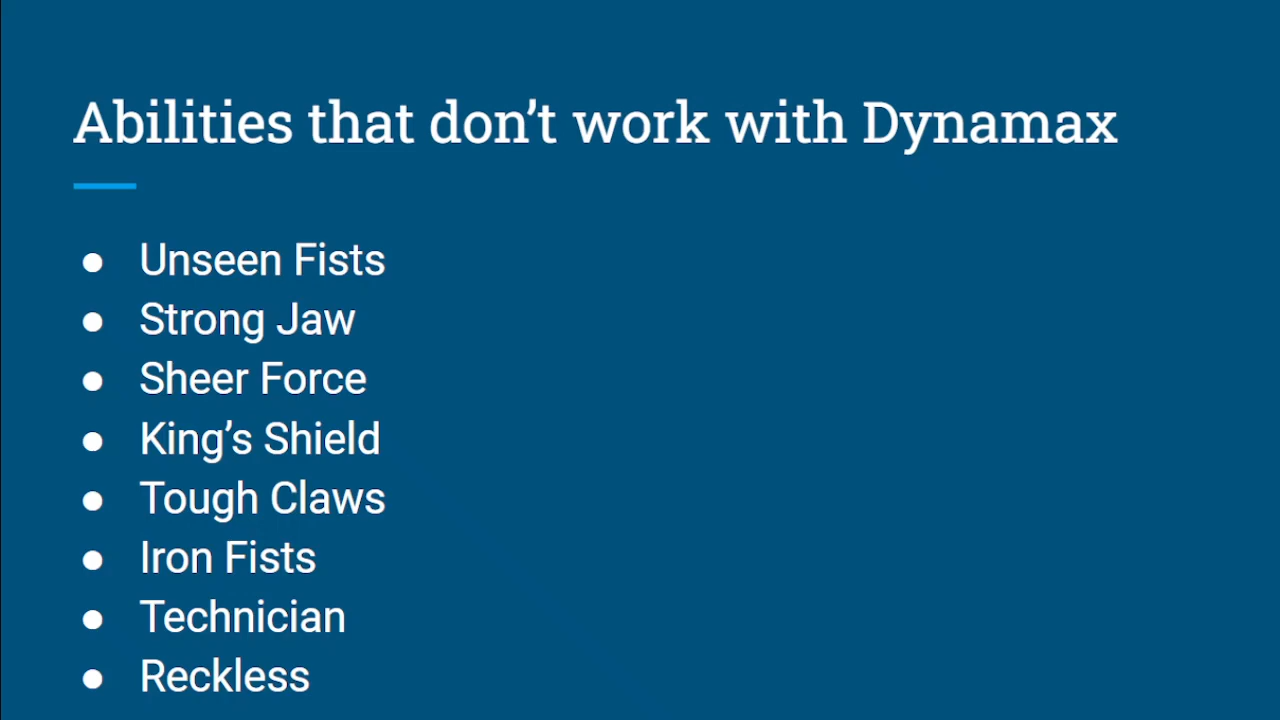 Abilities that don’t work with Dynamax
● Unseen Fists
● Strong Jaw
● Sheer Force
● King’s Shield
● Tough Claws
● Iron Fists
● Technician
● Reckless